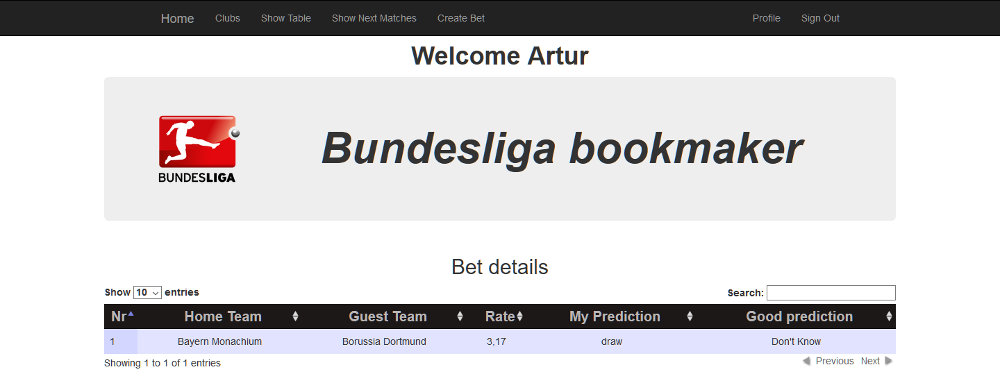 Home Clubs Show Table Show Next Matches Create Bet Profile Sign Out
Welcome Artur
BUNDESLIGA
Bundesliga bookmaker
Bet details
Show 10 entries Search:
Nr Home Team Guest Team Rate My Prediction Good prediction
1 Bayern Monachium Borussia Dortmund 3,17 draw Don't Know
Showing 1 to 1 of 1 entries Previous Next